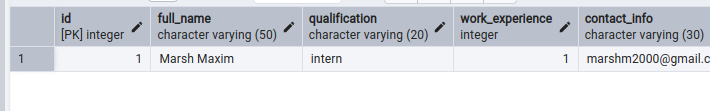 id full_name qualification work_experience contact_info
[PK] integer character varying (50) character varying (20) integer character varying (30)
1 1 Marsh Maxim intern 1 marshm2000@gmail.c